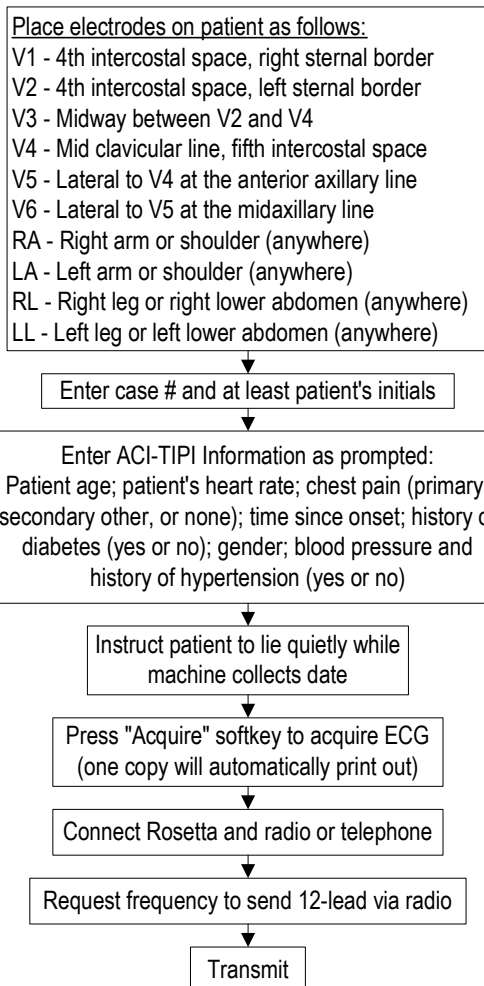 Place electrodes on patient as follows:
V1 - 4th intercostal space, right sternal border
V2 - 4th intercostal space, left sternal border
V3 - Midway between V2 and V4
V4 - Mid clavicular line, fifth intercostal space
V5 - Lateral to V4 at the anterior axillary line
V6 - Lateral to V5 at the midaxillary line
RA - Right arm or shoulder (anywhere)
LA - Left arm or shoulder (anywhere)
RL - Right leg or right lower abdomen (anywhere)
LL - Left leg or left lower abdomen (anywhere)
Enter case # and at least patient's initials
Enter ACI-TIPI Information as prompted:
Patient age; patient's heart rate; chest pain (primary
secondary other, or none); time since onset; history
diabetes (yes or no); gender; blood pressure and
history of hypertension (yes or no)
Instruct patient to lie quietly while
machine collects date
Press "Acquire" softkey to acquire ECG
(one copy will automatically print out)
Connect Rosetta and radio or telephone
Request frequency to send 12-lead via radio
Transmit